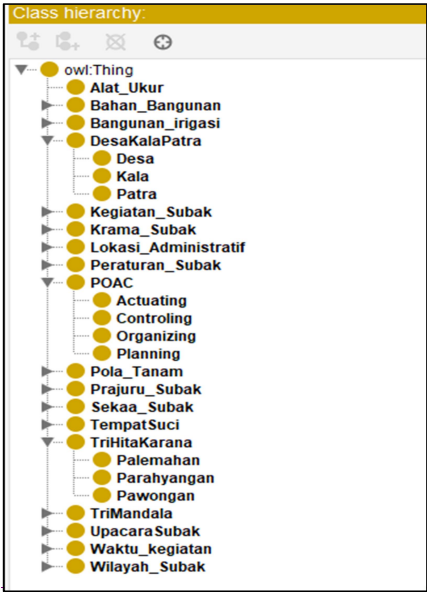 Class hierarchy:
owl:Thing
Alat_Ukur
Bahan_Bangunan
Bangunan_irigasi
DesaKalaPatra
Desa
Kala
Patra
Kegiatan_Subak
Krama_Subak
Lokasi_Administratif
Peraturan_Subak
POAC
Actuating
Controling
Organizing
Planning
Pola_Tanam
Prajuru_Subak
Sekaa_Subak
TempatSuci
TriHitaKarana
Palemahan
Parahyangan
Pawongan
TriMandala
UpacaraSubak
Waktu_kegiatan
Wilayah_Subak